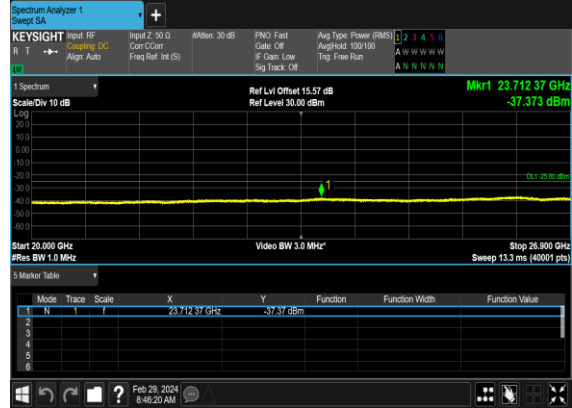 Spectrum Analyzer 1
Swept SA
+
KEYSIGHT
R T
Input: RF
Coupling: DC
Align: Auto
Input Z: 50 Ω
Corr CCorr
Freq Ref: Int (S)
#Atten: 30 dB
PNO: Fast
Gate: Off
IF Gain: Low
Sig Track: Off
Avg Type: Power (RMS)
Avg|Hold: 100/100
Trig: Free Run
1 2 3 4 5 6
A W W W W W
A N N N N N
1 Spectrum
Scale/Div 10 dB
Ref Lvl Offset 15.57 dB
Ref Level 30.00 dBm
Mkr1 23.712 37 GHz
-37.373 dBm
Log
20.0
10.0
0.00
-10.0
-20.0
-30.0
-40.0
-50.0
-60.0
1
DL1 -25.00 dBm
Start 20.000 GHz
#Res BW 1.0 MHz
Video BW 3.0 MHz*
Stop 26.900 GHz
Sweep 13.3 ms (40001 pts)
5 Marker Table
Mode Trace Scale X Y Function Function Width Function Value
1 N 1 f 23.712 37 GHz -37.37 dBm
2
3
4
5
6
?
Feb 29, 2024
8:46:20 AM